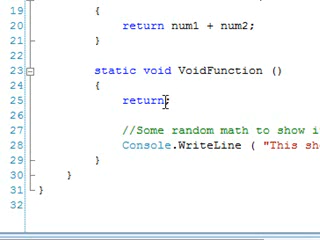 19 {
20 return num1 + num2;
21 }
22
23 static void VoidFunction ()
24 {
25 return;
26
27 //Some random math to show i
28 Console.WriteLine ( "This sh
29 }
30 }
31 }
32